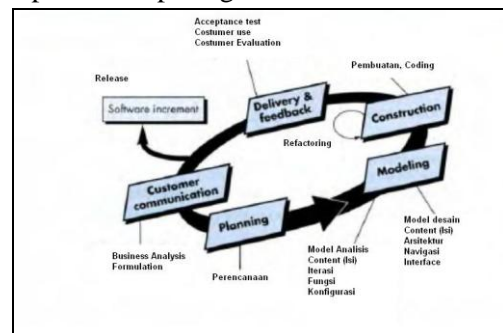 Acceptance test
Costumer use
Costumer Evaluation
Release
Software increment
Delivery &
feedback
Pembuatan, Coding
Construction
Refactoring
Modeling
Customer
communication
Planning
Business Analysis
Formulation
Perencanaan
Model Analisis
Content (Isi)
Iterasi
Fungsi
Konfigurasi
Model desain
Content (Isi)
Arsitektur
Navigasi
Interface